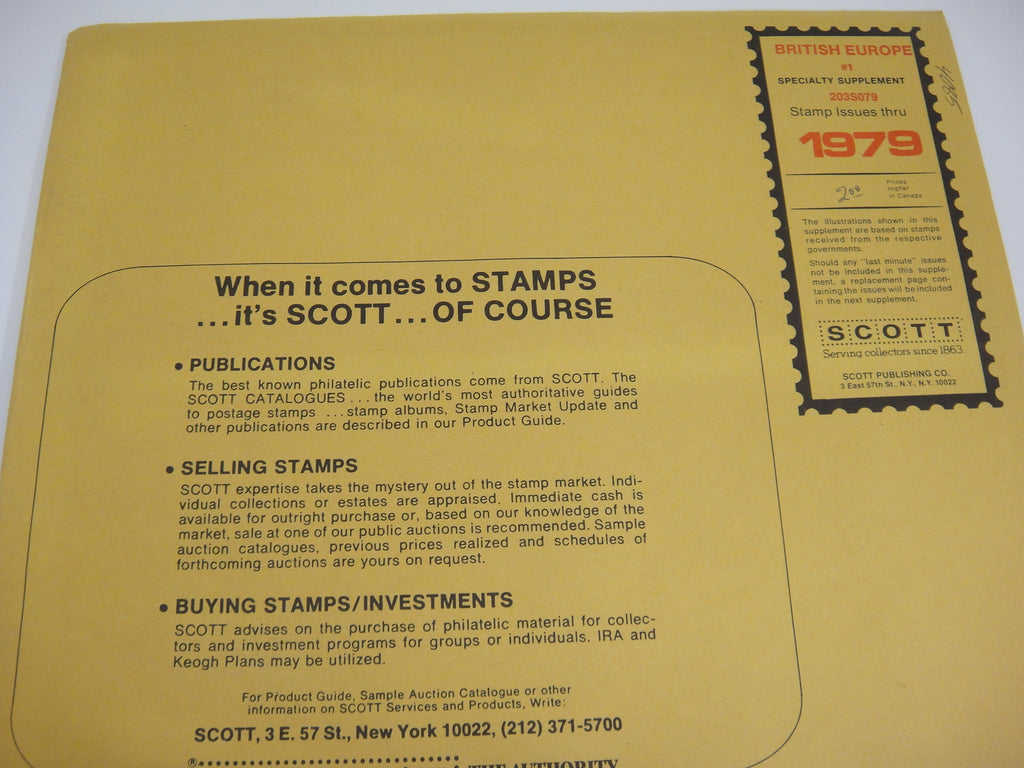 BRITISH EUROPE
#1
SPECIALTY SUPPLEMENT
203S079
Stamp Issues thru
1979
Prices
Higher
in Canada
The illustrations shown in this
supplement are based on stamps
received from the respective
governments.
Should any "last minute" issues
not be included in this supple-
ment, a replacement page con-
taining the issues will be included
in the next supplement.
SCOTT
Serving collectors since 1863.
SCOTT PUBLISHING CO.
3 East 57th St., N.Y., N.Y. 10022
When it comes to STAMPS
...it's SCOTT...OF COURSE
• PUBLICATIONS
The best known philatelic publications come from SCOTT. The
SCOTT CATALOGUES...the world's most authoritative guides
to postage stamps ...stamp albums, Stamp Market Update and
other publications are described in our Product Guide.
• SELLING STAMPS
SCOTT expertise takes the mystery out of the stamp market. Indi-
vidual collections or estates are appraised. Immediate cash is
available for outright purchase or, based on our knowledge of the
market, sale at one of our public auctions is recommended. Sample
auction catalogues, previous prices realized and schedules of
forthcoming auctions are yours on request.
• BUYING STAMPS/INVESTMENTS
SCOTT advises on the purchase of philatelic material for collec-
tors and investment programs for groups or individuals. IRA and
Keogh Plans may be utilized.
For Product Guide, Sample Auction Catalogue or other
information on SCOTT Services and Products, Write:
SCOTT, 3 E. 57 St., New York 10022, (212) 371-5700
® THE AUTHORITY